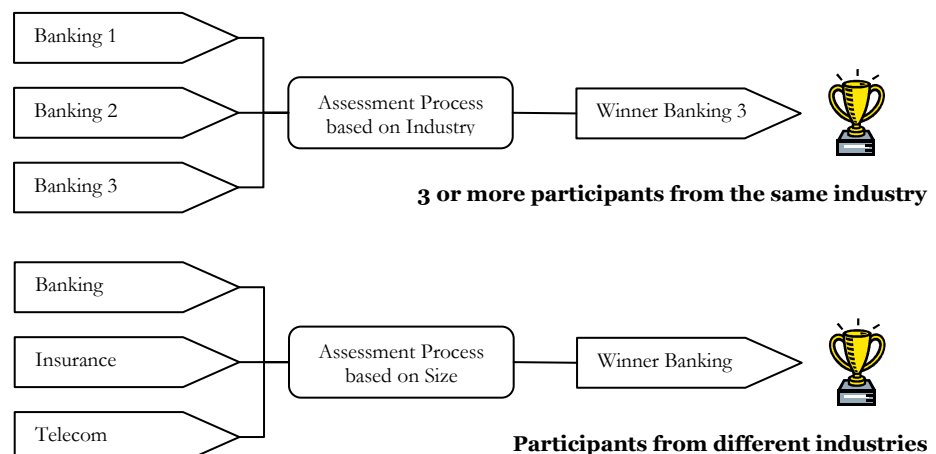 Banking 1
Banking 2
Banking 3
Assessment Process
based on Industry
Winner Banking 3
3 or more participants from the same industry
Banking
Insurance
Telecom
Assessment Process
based on Size
Winner Banking
Participants from different industries